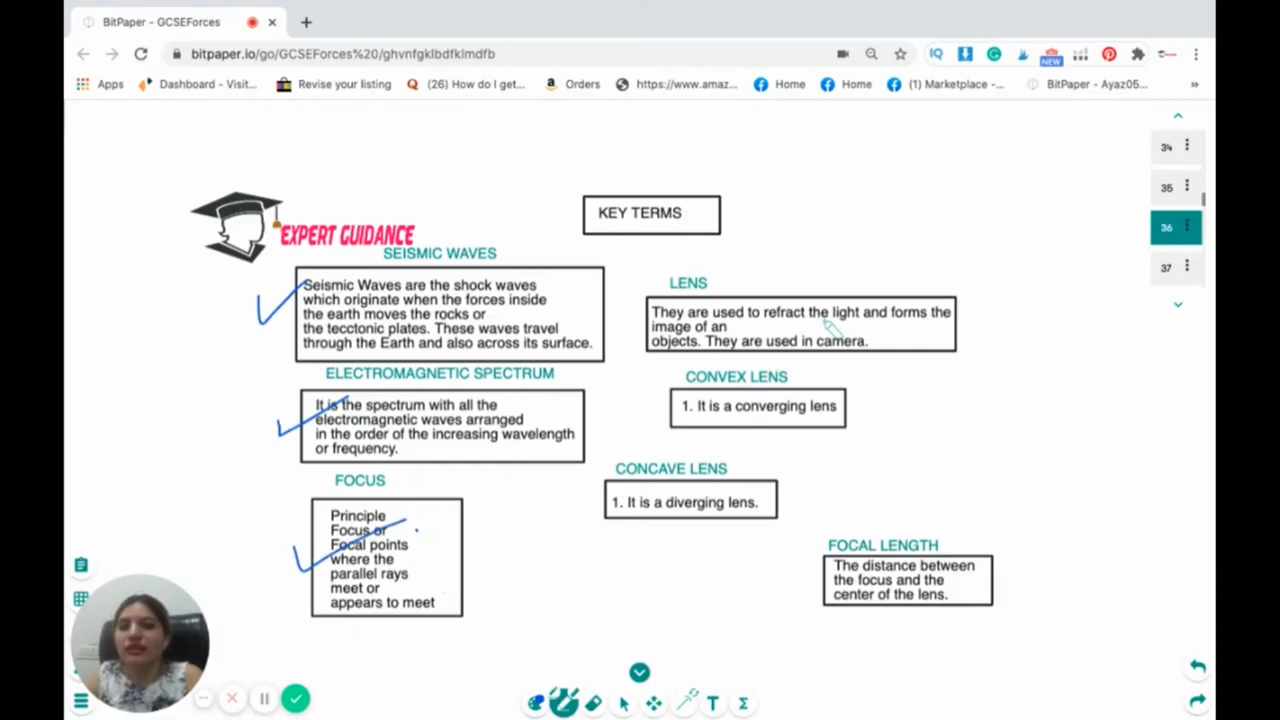 BitPaper - GCSEForces
bitpaper.io/go/GCSEForces%20/ghvnfgklbdfklmdfb
IQ
NEW
Apps
Dashboard - Visit...
Revise your listing
(26) How do I get...
Orders
https://www.amaz...
Home
Home
(1) Marketplace -...
BitPaper - Ayaz05...
34
35
36
37
KEY TERMS
EXPERT GUIDANCE
SEISMIC WAVES
Seismic Waves are the shock waves
which originate when the forces inside
the earth moves the rocks or
the tecctonic plates. These waves travel
through the Earth and also across its surface.
LENS
They are used to refract the light and forms the
image of an
objects. They are used in camera.
ELECTROMAGNETIC SPECTRUM
It is the spectrum with all the
electromagnetic waves arranged
in the order of the increasing wavelength
or frequency.
CONVEX LENS
1. It is a converging lens
FOCUS
Principle
Focus or
Focal points
where the
parallel rays
meet or
appears to meet
CONCAVE LENS
1. It is a diverging lens.
FOCAL LENGTH
The distance between
the focus and the
center of the lens.
T
Σ